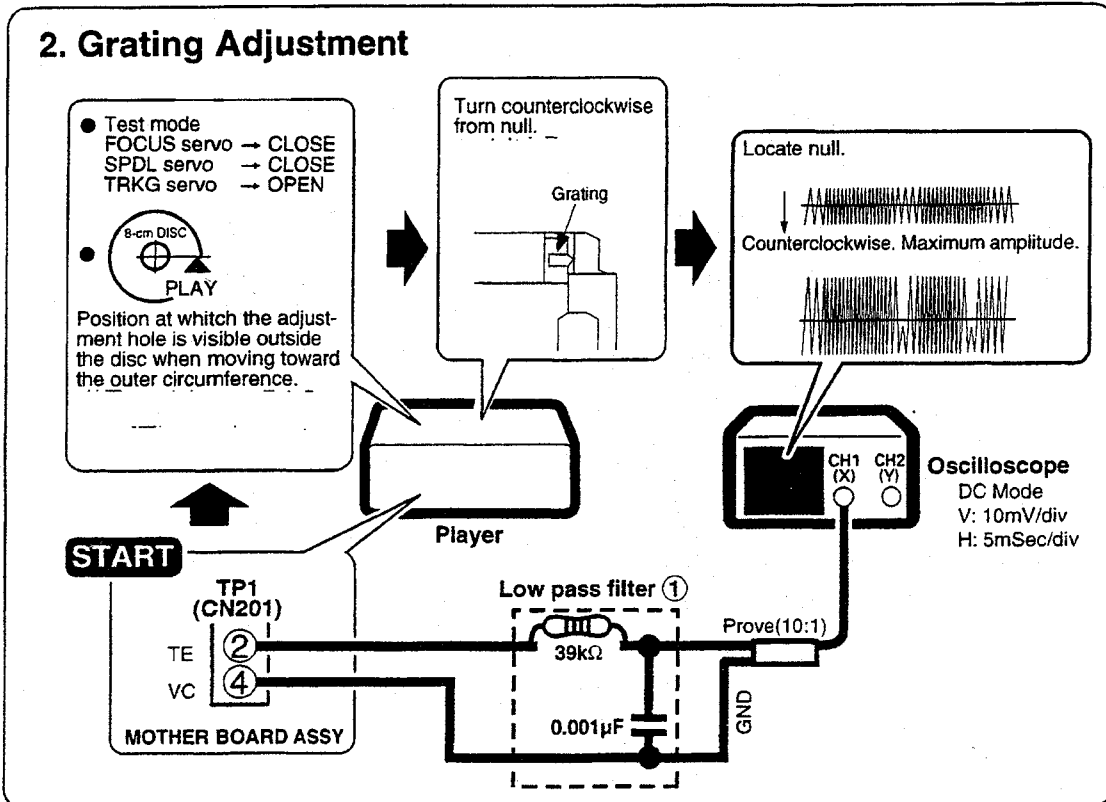 2. Grating Adjustment
● Test mode
FOCUS servo → CLOSE
SPDL servo → CLOSE
TRKG servo → OPEN
●
8-cm DISC
PLAY
Position at whitch the adjust-
ment hole is visible outside
the disc when moving toward
the outer circumference.
Turn counterclockwise
from null.
Grating
Locate null.
Counterclockwise. Maximum amplitude.
Player
CH1
(X)
CH2
(Y)
Oscilloscope
DC Mode
V: 10mV/div
H: 5mSec/div
START
TP1
(CN201)
TE ②
VC ④
MOTHER BOARD ASSY
Low pass filter ①
39kΩ
0.001µF
Prove(10:1)
GND